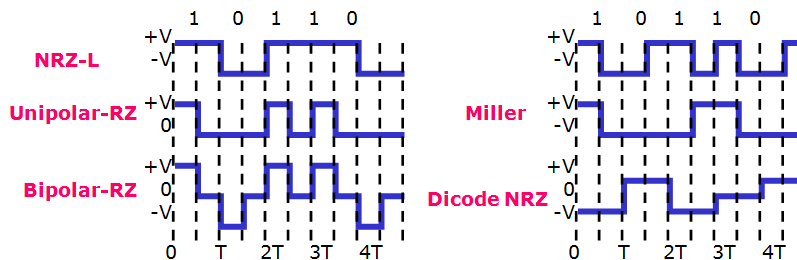 1 0 1 1 0
+V
-V
NRZ-L
+V
0
Unipolar-RZ
+V
0
-V
Bipolar-RZ
0 T 2T 3T 4T
1 0 1 1 0
+V
-V
+V
-V
Miller
+V
0
-V
Dicode NRZ
0 T 2T 3T 4T